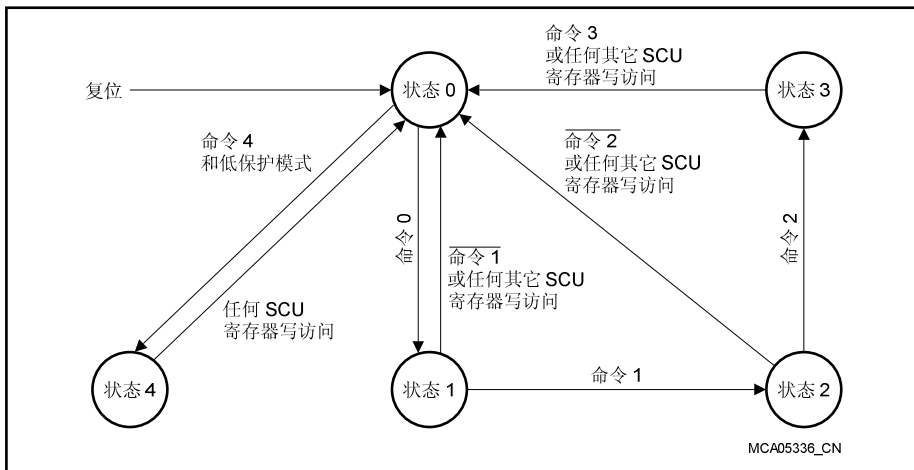 命令 3
或任何其它 SCU
寄存器写访问
复位
状态 0
状态 3
命令 4
和低保护模式
命令 2
或任何其它 SCU
寄存器写访问
命令 0
命令 2
命令 1
或任何其它 SCU
寄存器写访问
任何 SCU
寄存器写访问
状态 4
状态 1
命令 1
状态 2
MCA05336_CN